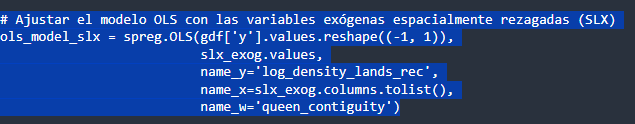 # Ajustar el modelo OLS con las variables exógenas espacialmente rezagadas (SLX)
ols_model_slx = spreg.OLS(gdf['y'].values.reshape((-1, 1)),
slx_exog.values,
name_y='log_density_lands_rec',
name_x=slx_exog.columns.tolist(),
name_w='queen_contiguity')